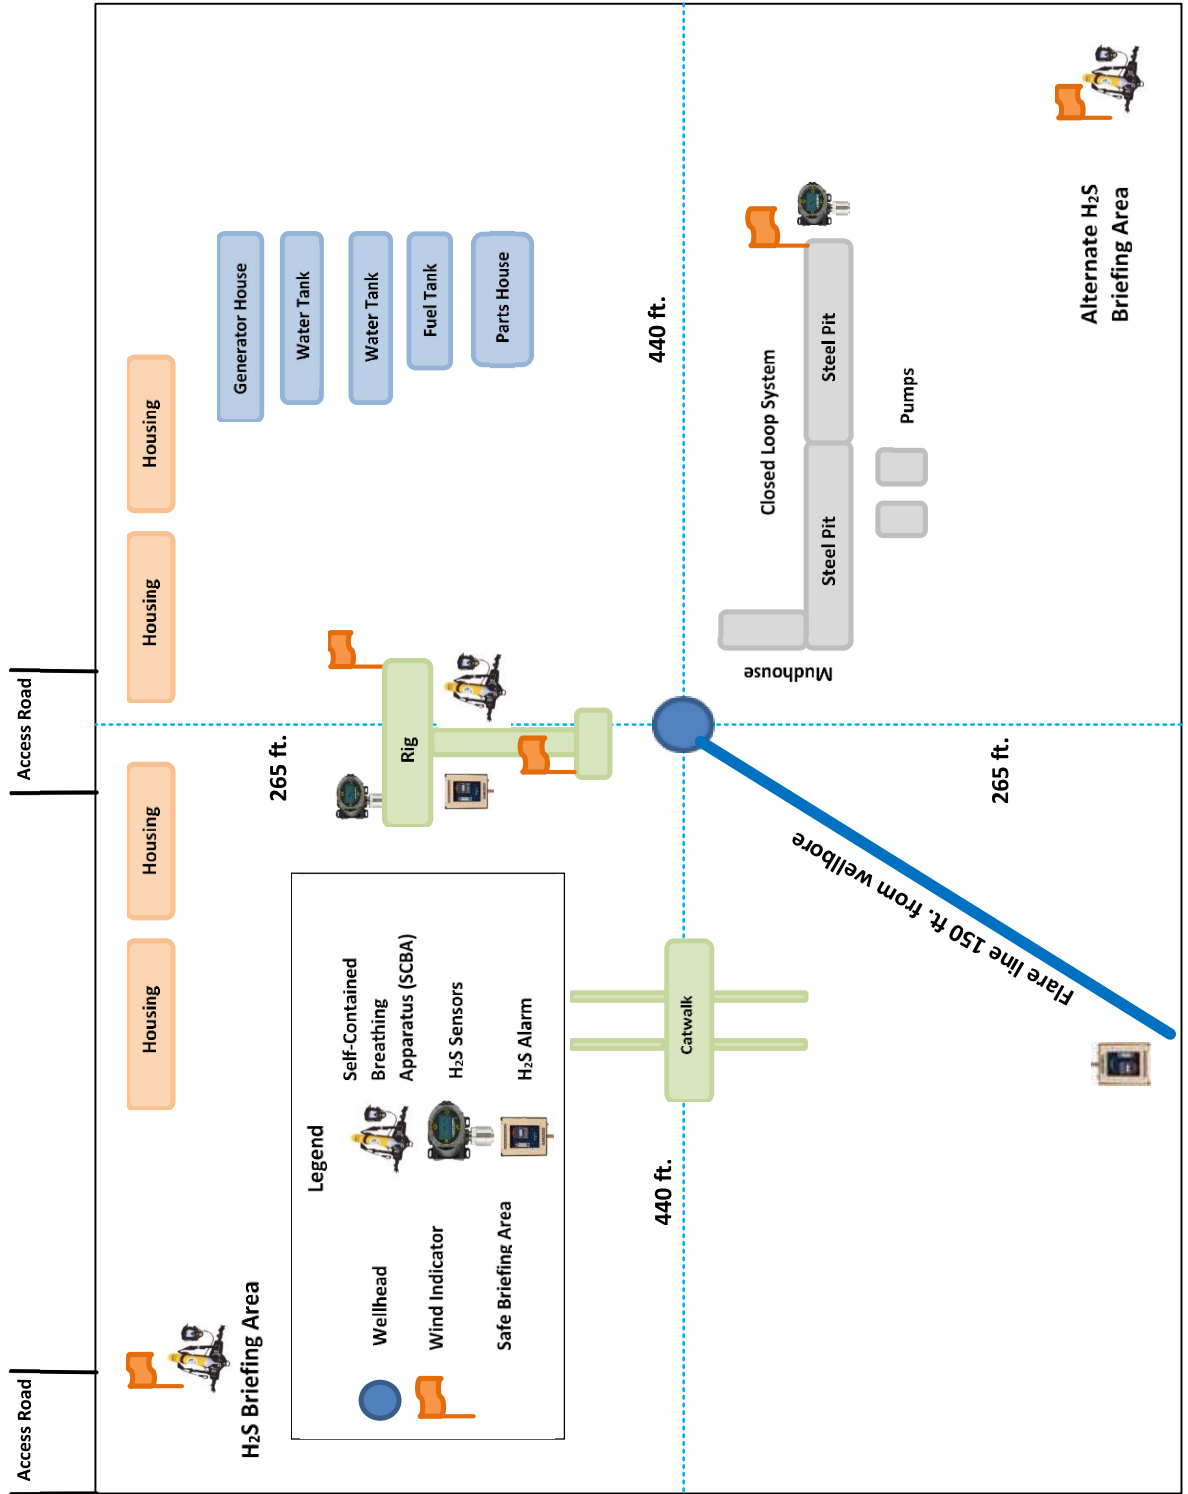 Access Road
Access Road
Housing
Housing
Housing
Housing
H₂S Briefing Area
265 ft.
Rig
Generator House
Water Tank
Water Tank
Fuel Tank
Parts House
Legend
Wellhead
Wind Indicator
Safe Briefing Area
Self-Contained
Breathing
Apparatus (SCBA)
H₂S Sensors
H₂S Alarm
440 ft.
Catwalk
440 ft.
Mudhouse
Closed Loop System
Steel Pit
Steel Pit
Pumps
Flare line 150 ft. from wellbore
265 ft.
Alternate H₂S
Briefing Area